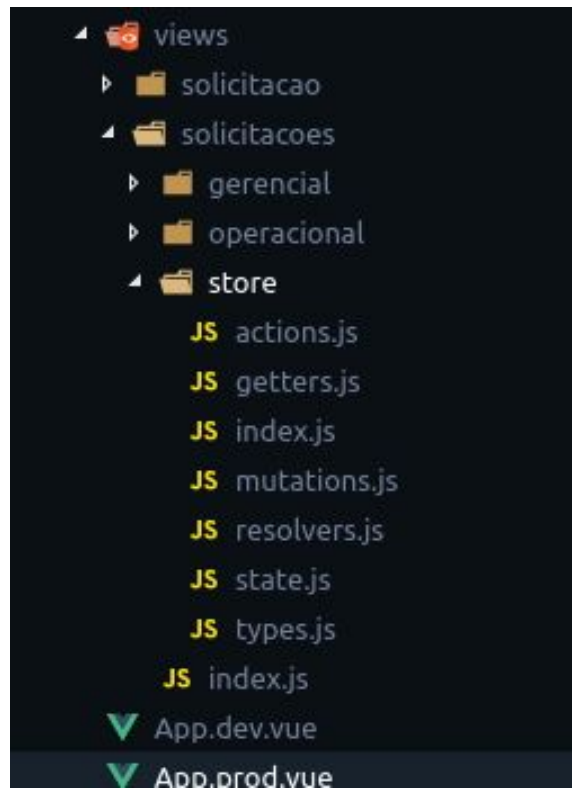 views
solicitacao
solicitacoes
gerencial
operacional
store
JS actions.js
JS getters.js
JS index.js
JS mutations.js
JS resolvers.js
JS state.js
JS types.js
JS index.js
App.dev.vue
App.prod.vue